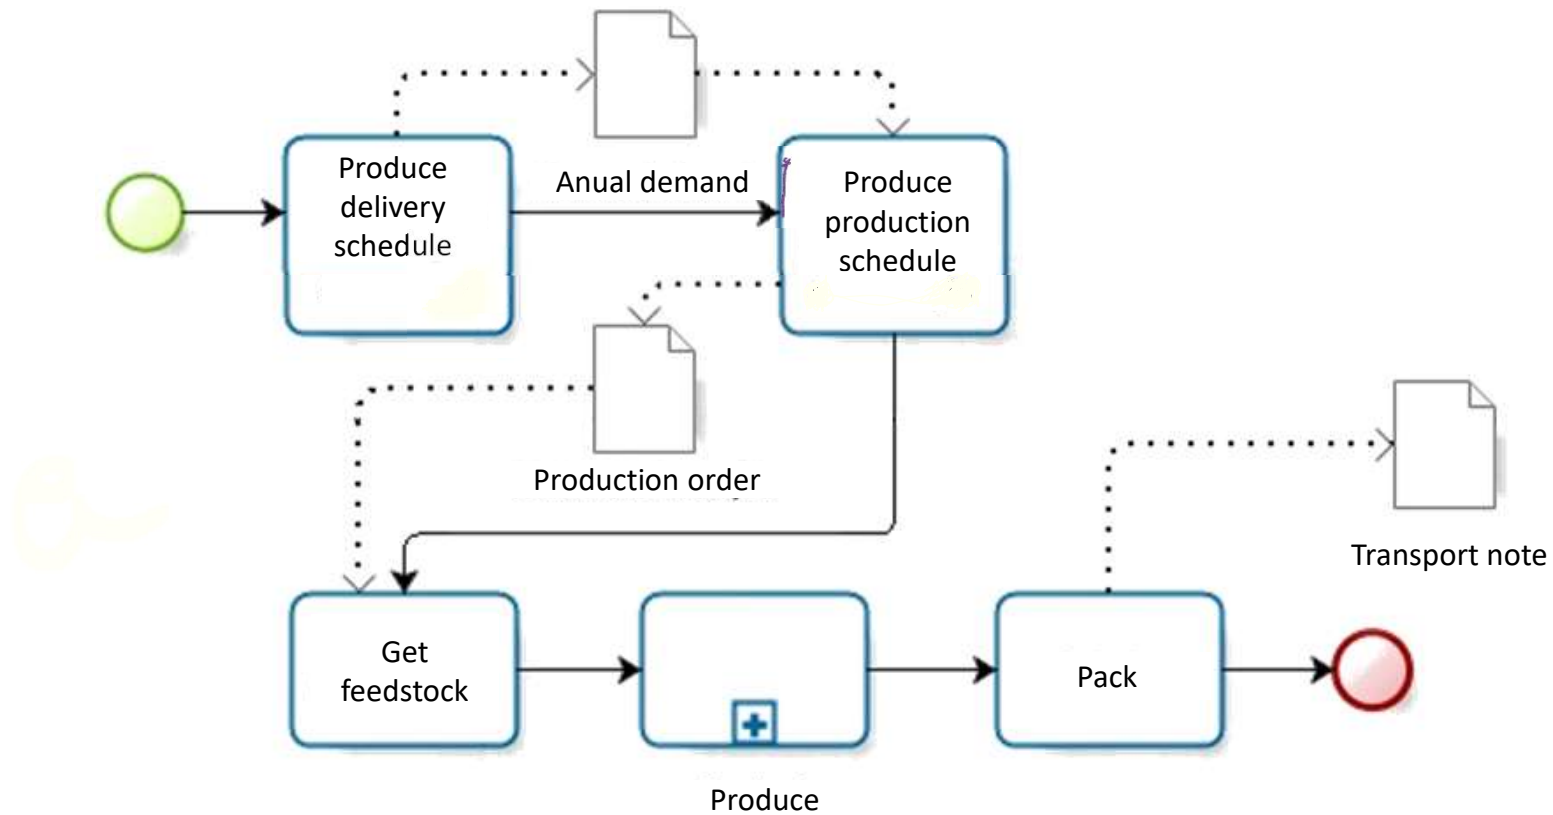 Produce
delivery
schedule
Anual demand
Produce
production
schedule
Production order
Transport note
Get
feedstock
Pack
Produce